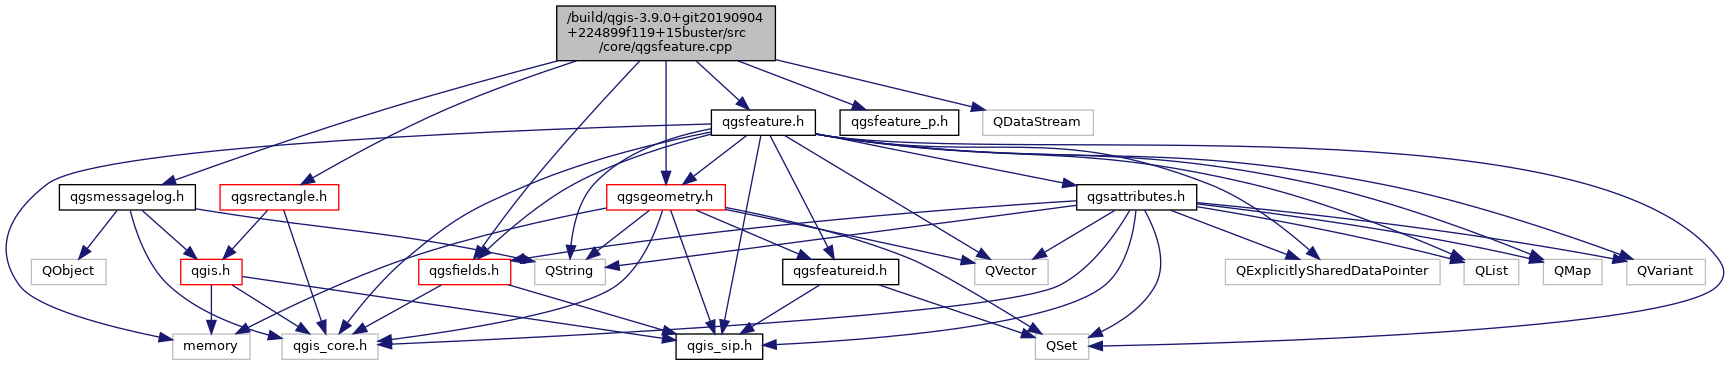 /build/qgis-3.9.0+git20190904
+224899f119+15buster/src
/core/qgsfeature.cpp
qgsfeature.h
qgsfeature_p.h
QDataStream
qgsmessagelog.h
qgsrectangle.h
qgsgeometry.h
qgsattributes.h
QObject
qgis.h
qgsfields.h
QString
qgsfeatureid.h
QVector
QExplicitlySharedDataPointer
QList
QMap
QVariant
memory
qgis_core.h
qgis_sip.h
QSet